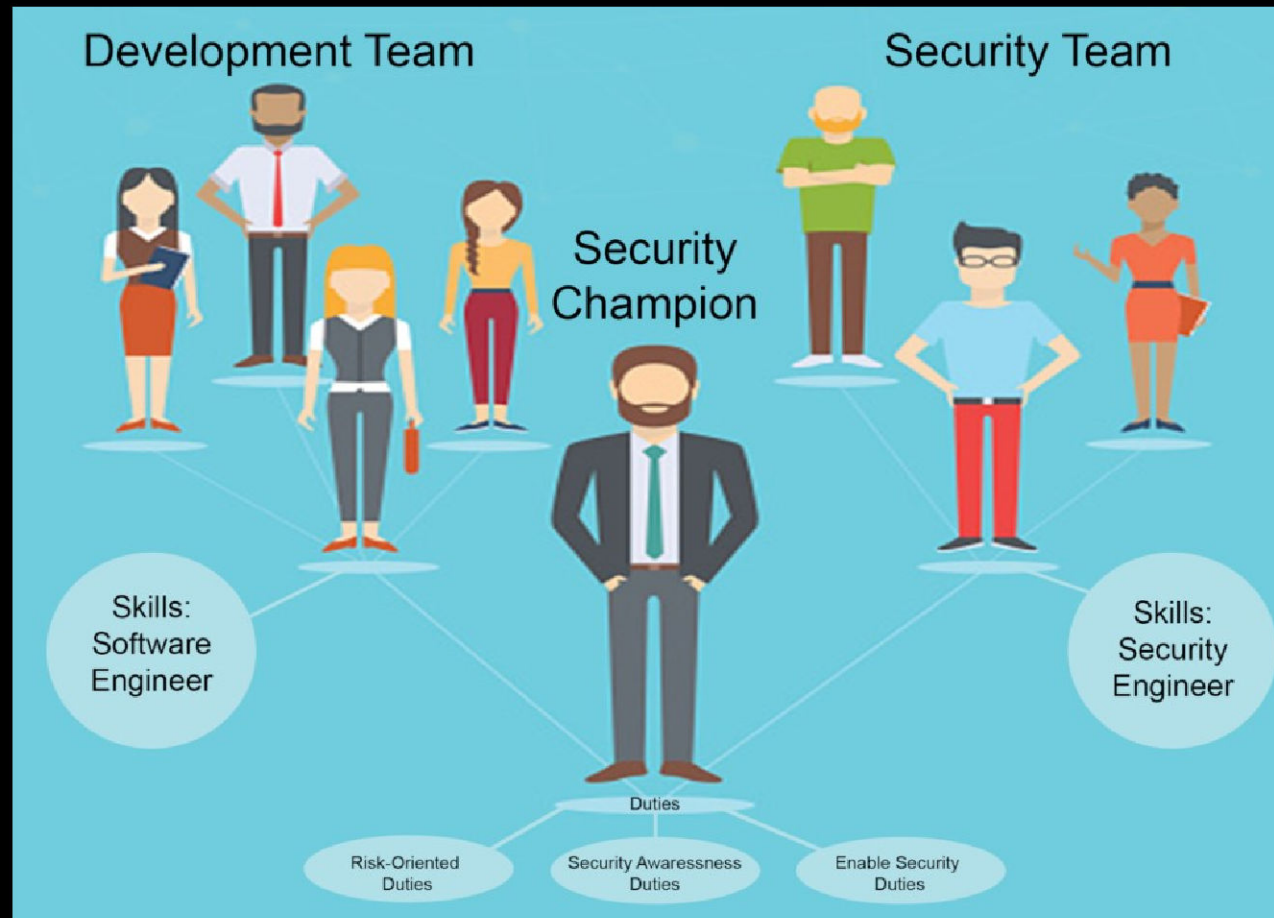 Development Team
Security Team
Security
Champion
Skills:
Software
Engineer
Skills:
Security
Engineer
Duties
Risk-Oriented
Duties
Security Awaressness
Duties
Enable Security
Duties